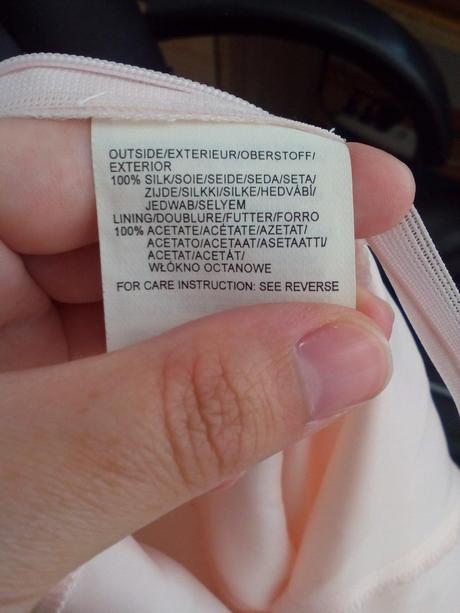 OUTSIDE/EXTERIEUR/OBERSTOFF/
EXTERIOR
100% SILK/SOIE/SEIDE/SEDA/SETA/
ZIJDE/SILKKI/SILKE/HEDVÁBÍ/
JEDWAB/SELYEM
LINING/DOUBLURE/FUTTER/FORRO
100% ACETATE/ACÉTATE/AZETAT/
ACETATO/ACETAAT/ASETAATTI/
ACETAT/ACETÁT/
WŁÓKNO OCTANOWE
FOR CARE INSTRUCTION: SEE REVERSE